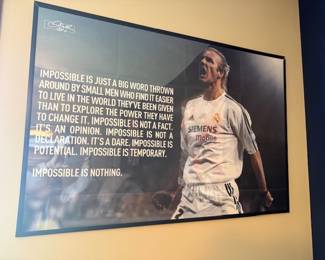 IMPOSSIBLE IS JUST A BIG WORD THROWN
AROUND BY SMALL MEN WHO FIND IT EASIER
TO LIVE IN THE WORLD THEY'VE BEEN GIVEN
THAN TO EXPLORE THE POWER THEY HAVE
TO CHANGE IT. IMPOSSIBLE IS NOT A FACT.
IT'S AN OPINION. IMPOSSIBLE IS NOT A
DECLARATION. IT'S A DARE. IMPOSSIBLE IS
POTENTIAL. IMPOSSIBLE IS TEMPORARY.
IMPOSSIBLE IS NOTHING.
SIEMENS
mobile